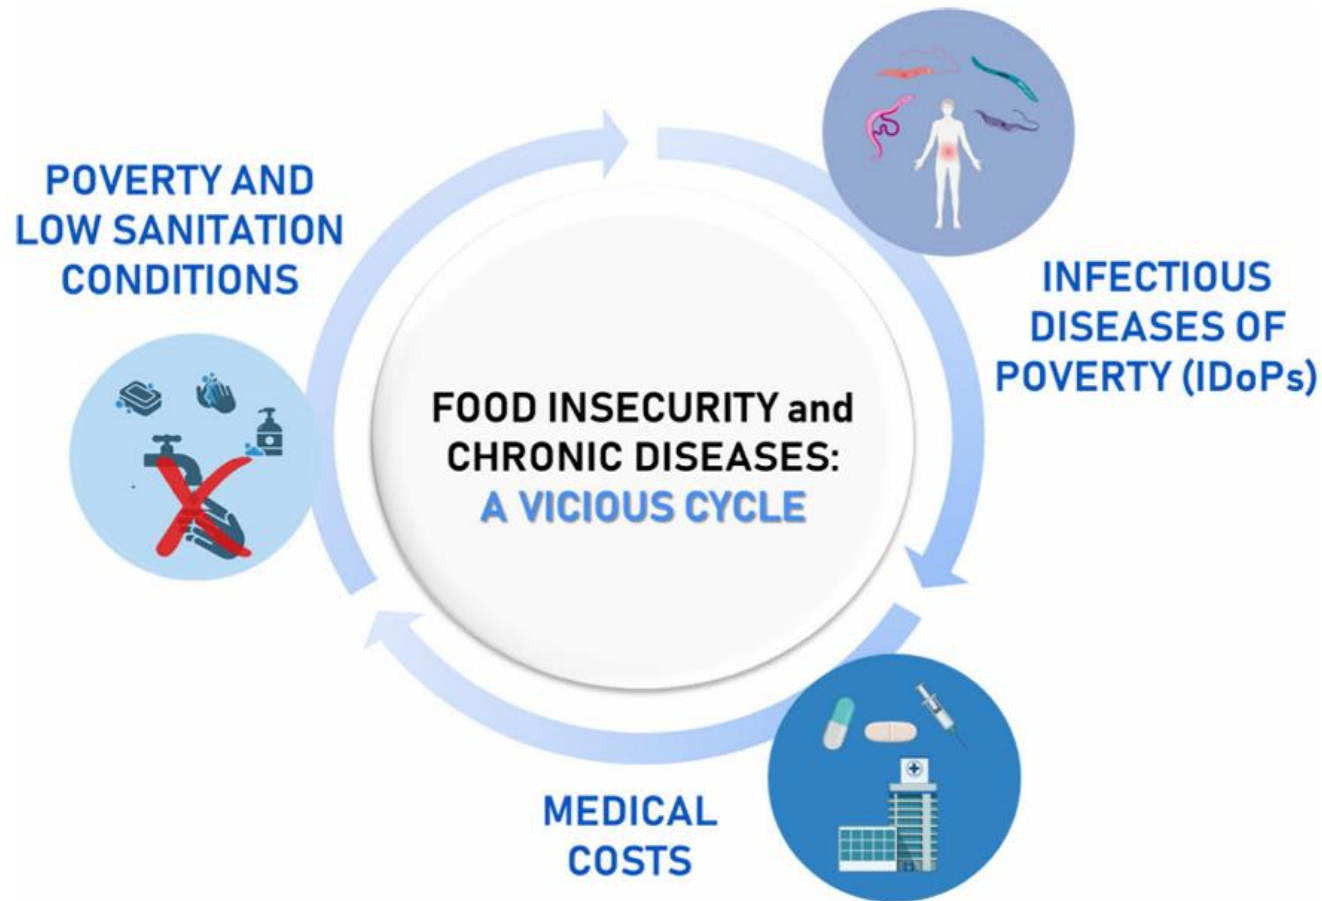 POVERTY AND
LOW SANITATION
CONDITIONS
INFECTIOUS
DISEASES OF
POVERTY (IDoPs)
FOOD INSECURITY and
CHRONIC DISEASES:
A VICIOUS CYCLE
MEDICAL
COSTS